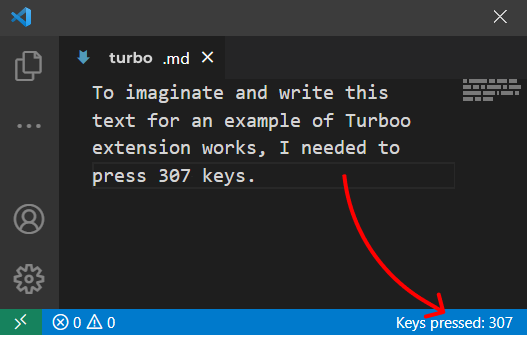 turbo .md
To imaginate and write this
text for an example of Turboo
extension works, I needed to
press 307 keys.
0 0 Keys pressed: 307